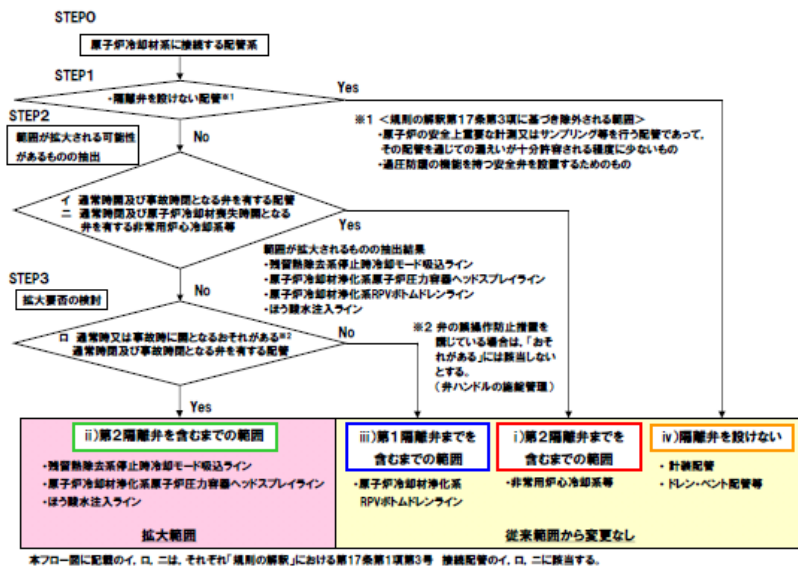 STEP0
原子炉冷却材系に接続する配管系
STEP1
・隔離弁を設けない配管※1
Yes
No
※1 <規則の解釈第17条第3項に基づき除外される範囲>
・原子炉の安全上重要な計測又はサンプリング等を行う配管であって、
その配管を通じての漏えいが十分許容される程度に少ないもの
・過圧防護の機能を持つ安全弁を設置するためのもの
STEP2
範囲が拡大される可能性
があるものの抽出
イ 通常時開及び事故時閉となる弁を有する配管
ニ 通常時閉及び原子炉冷却材喪失時開となる
弁を有する非常用炉心冷却系等
Yes
No
範囲が拡大されるものの抽出結果
・残留熱除去系停止時冷却モード吸込ライン
・原子炉冷却材浄化系原子炉圧力容器ヘッドスプレイライン
・原子炉冷却材浄化系RPVボトムドレンライン
・ほう酸水注入ライン
STEP3
拡大要否の検討
ロ 通常時又は事故時に開となるおそれがある※2
通常時閉及び事故時閉となる弁を有する配管
No
Yes
※2 弁の誤操作防止措置を
講じている場合は、「おそ
れがある」には該当しない
とする。
(弁ハンドルの施錠管理)
ii)第2隔離弁を含むまでの範囲
・残留熱除去系停止時冷却モード吸込ライン
・原子炉冷却材浄化系原子炉圧力容器ヘッドスプレイライン
・ほう酸水注入ライン
拡大範囲
iii)第1隔離弁までを
含むまでの範囲
・原子炉冷却材浄化系
RPVボトムドレンライン
i)第2隔離弁までを
含むまでの範囲
・非常用炉心冷却系等
iv)隔離弁を設けない
・計装配管
・ドレン・ベント配管等
従来範囲から変更なし
本フロー図に記載のイ、ロ、ニは、それぞれ「規則の解釈」における第17条第1項第3号 接続配管のイ、ロ、ニに該当する。